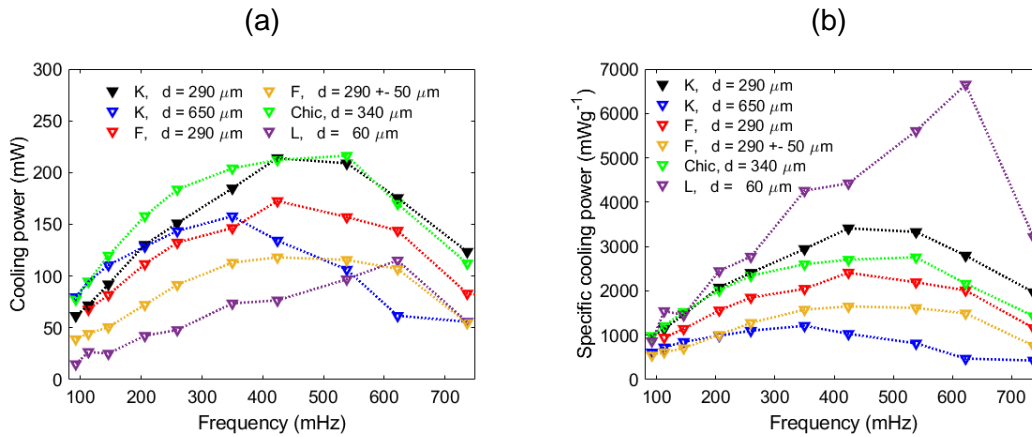 (a)
Cooling power (mW)
300
250
200
150
100
50
0
K, d = 290 μm
K, d = 650 μm
F, d = 290 μm
F, d = 290 +- 50 μm
Chic, d = 340 μm
L, d = 60 μm
100 200 300 400 500 600 700
Frequency (mHz)
(b)
Specific cooling power (mWg⁻¹)
7000
6000
5000
4000
3000
2000
1000
0
K, d = 290 μm
K, d = 650 μm
F, d = 290 μm
F, d = 290 +- 50 μm
Chic, d = 340 μm
L, d = 60 μm
100 200 300 400 500 600 700
Frequency (mHz)